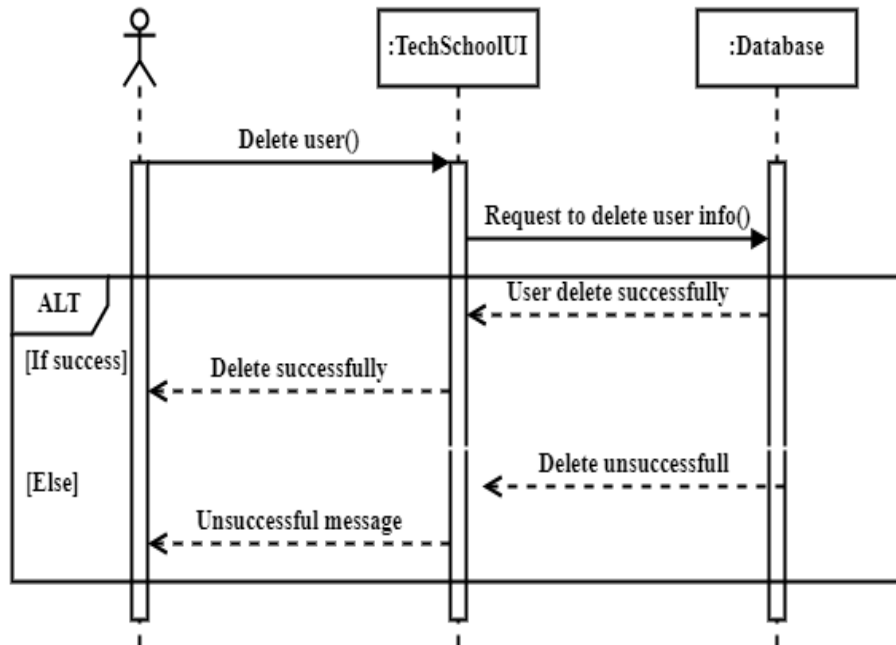 :TechSchoolUI
:Database
Delete user()
Request to delete user info()
ALT
User delete successfully
[If success]
Delete successfully
Delete unsuccessfull
[Else]
Unsuccessful message